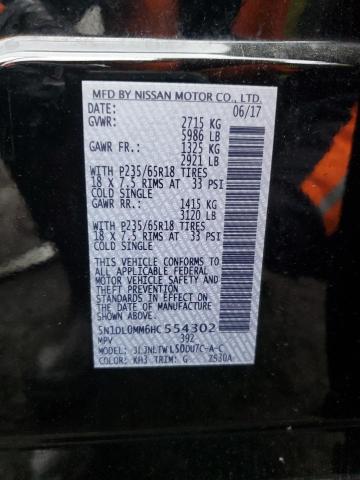 MFD BY NISSAN MOTOR CO., LTD.
DATE: 06/17
GVWR: 2715 KG
5986 LB
GAWR FR: 1325 KG
2921 LB
WITH P235/65R18 TIRES
18 X 7.5 RIMS AT 33 PSI
COLD SINGLE
GAWR RR: 1415 KG
3120 LB
WITH P235/65R18 TIRES
18 X 7.5 RIMS AT 33 PSI
COLD SINGLE
THIS VEHICLE CONFORMS TO
ALL APPLICABLE FEDERAL
MOTOR VEHICLE SAFETY
AND THEFT PREVENTION
STANDARDS IN EFFECT ON
THE DATE OF MANUFACTURE
SHOWN ABOVE.
5N1DL0MM6HC554302
MPV 392
MODEL: JLJNLTW L50DU7C-A-C
COLOR: KH3 TRIM: G ZS30A